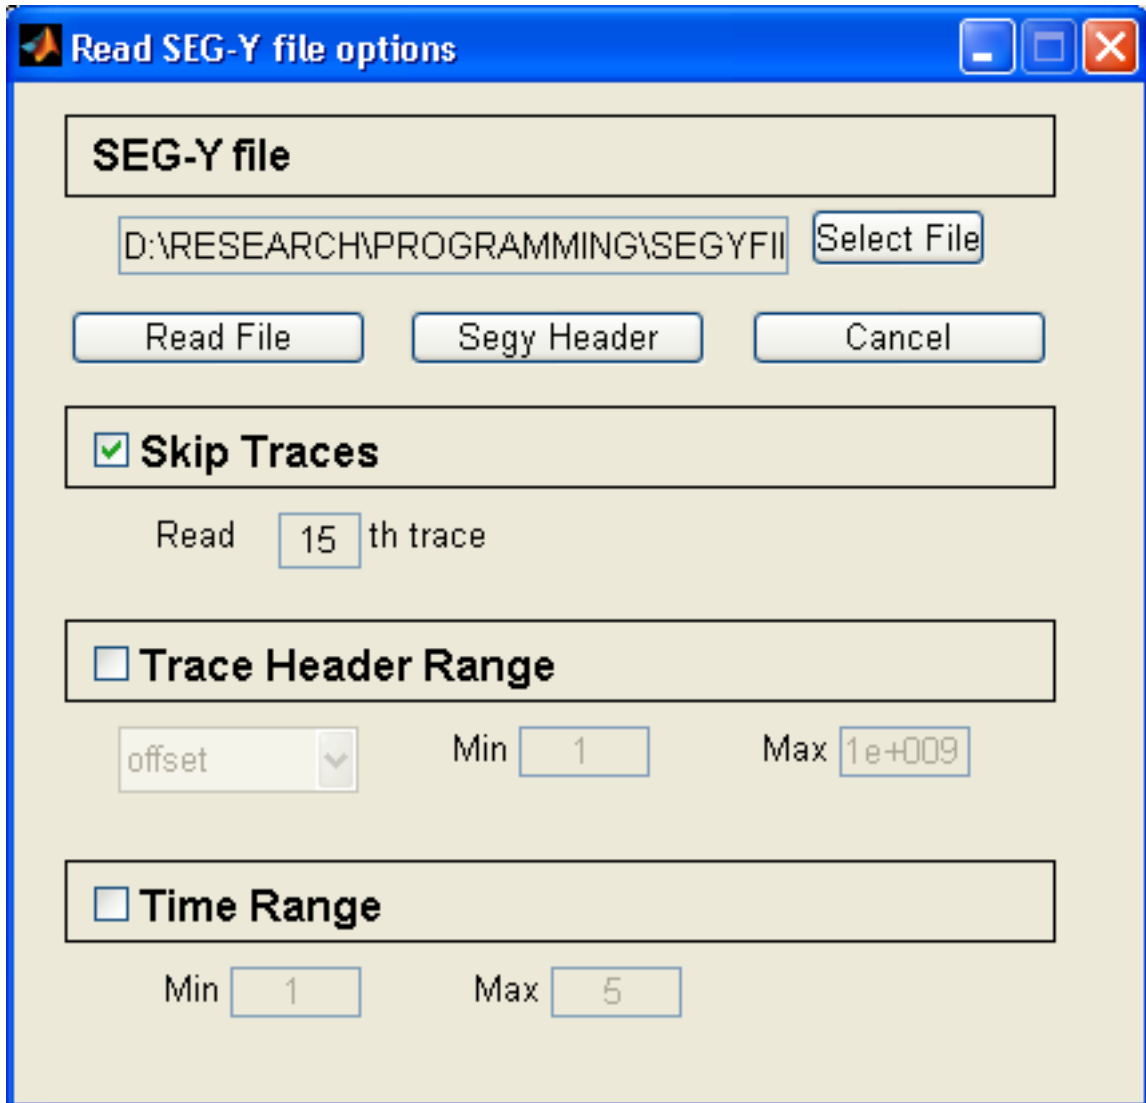 Read SEG-Y file options
SEG-Y file
D:\RESEARCH\PROGRAMMING\SEGYFII Select File
Read File Segy Header Cancel
Skip Traces
Read 15 th trace
Trace Header Range
offset Min 1 Max 1e+009
Time Range
Min 1 Max 5